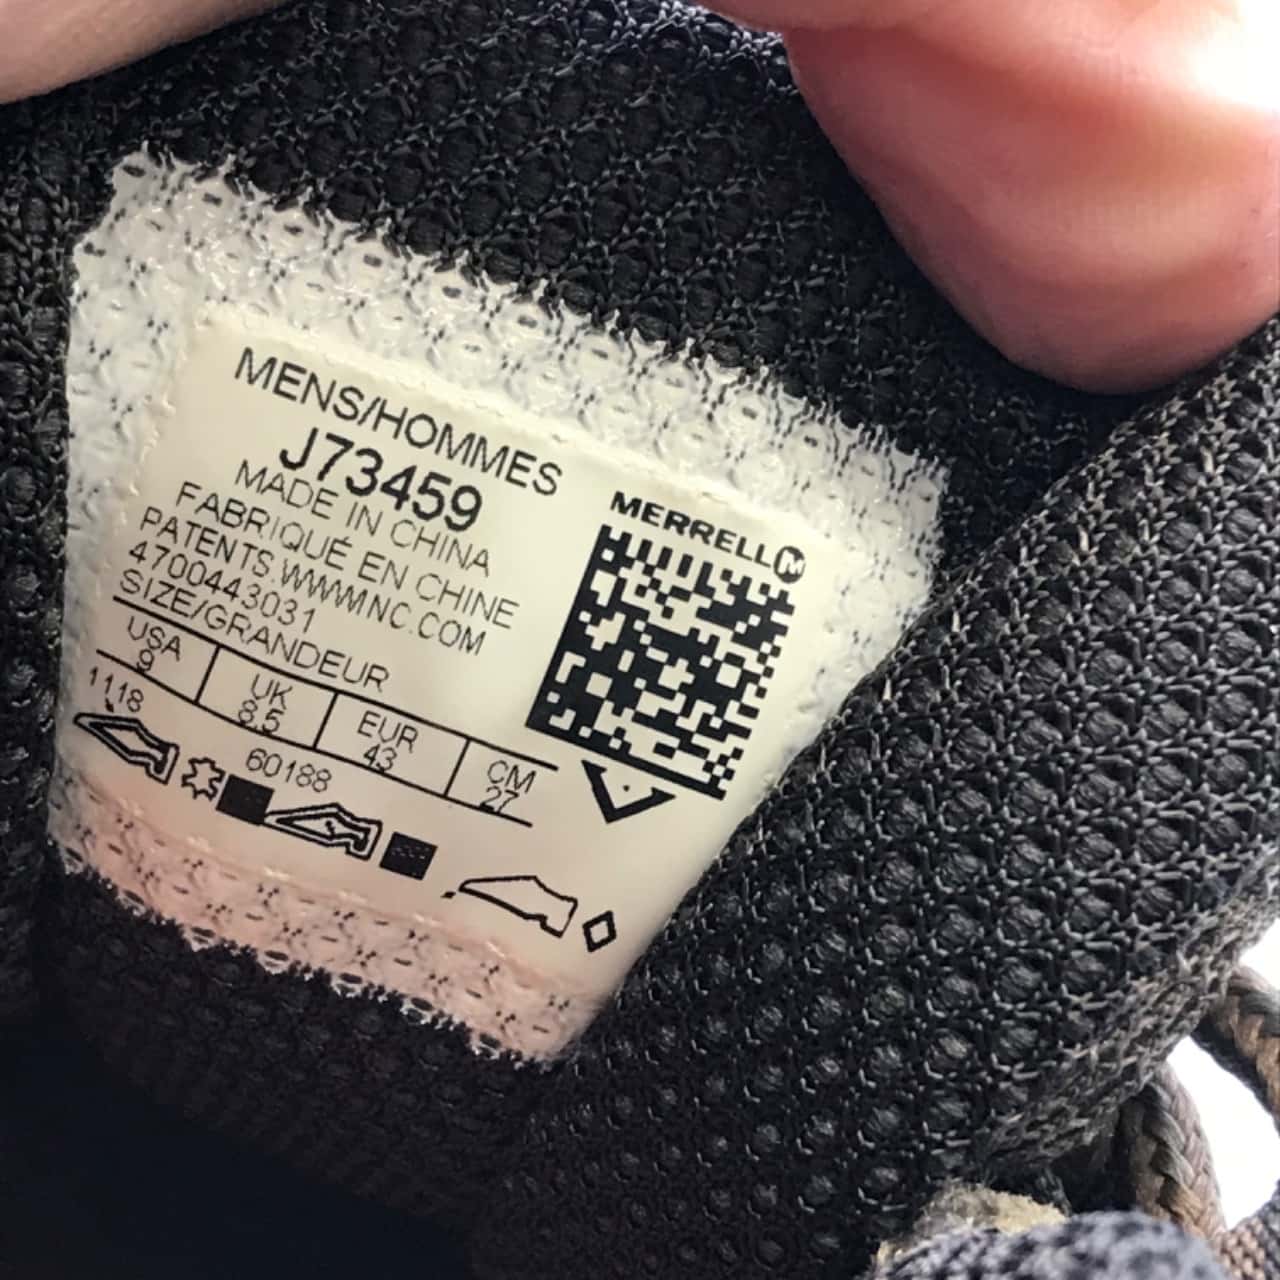 MENS/HOMMES
J73459
MADE IN CHINA
FABRIQUÉ EN CHINE
PATENTS.WWWMNC.COM
4700443031
SIZE/GRANDEUR
USA UK EUR CM
9 8.5 43 27
1118 60188
MERRELL